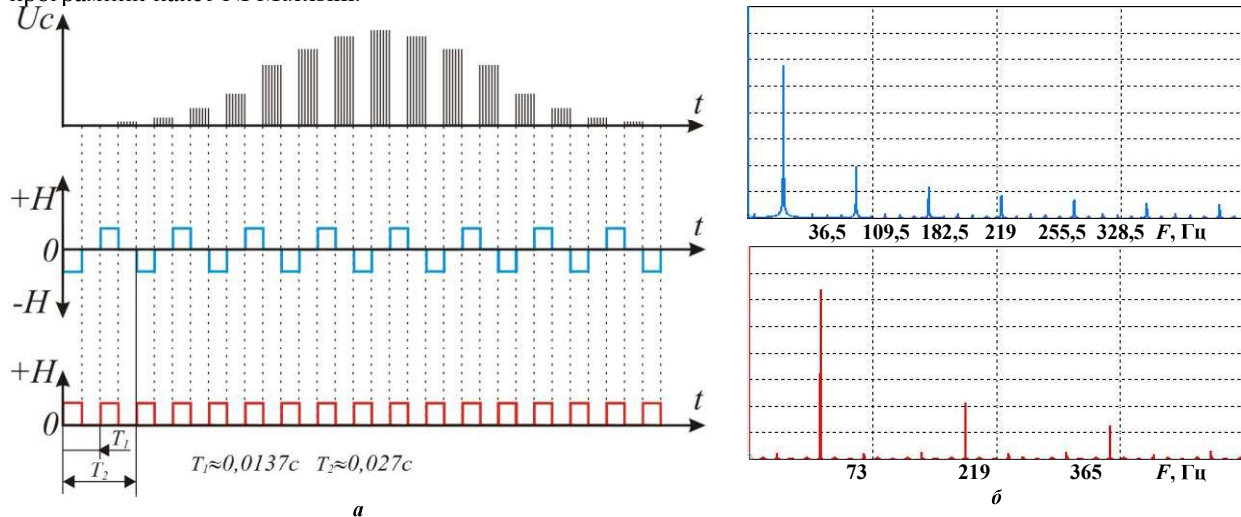 Uc
t
+H
t
0
-H
+H
t
0
T₁
T₂
T₁≈0,0137c T₂≈0,027c
а
36,5 109,5 182,5 219 255,5 328,5 F, Гц
73 219 365 F, Гц
б